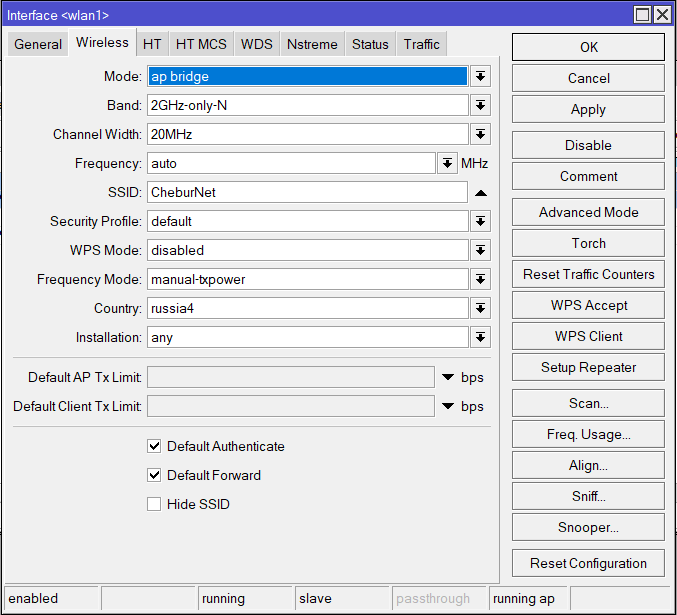 Interface <wlan1>
General Wireless HT HT MCS WDS Nstreme Status Traffic
Mode: ap bridge
Band: 2GHz-only-N
Channel Width: 20MHz
Frequency: auto MHz
SSID: CheburNet
Security Profile: default
WPS Mode: disabled
Frequency Mode: manual-txpower
Country: russia4
Installation: any
Default AP Tx Limit: bps
Default Client Tx Limit: bps
Default Authenticate
Default Forward
Hide SSID
OK
Cancel
Apply
Disable
Comment
Advanced Mode
Torch
Reset Traffic Counters
WPS Accept
WPS Client
Setup Repeater
Scan...
Freq. Usage...
Align...
Sniff...
Snooper...
Reset Configuration
enabled running slave passthrough running ap